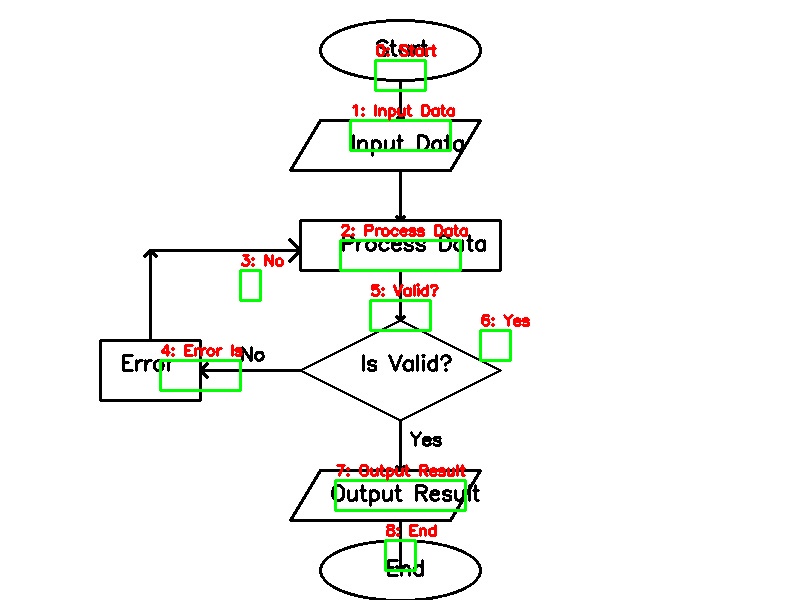 Start
0: Start
1: Input Data
Input Data
2: Process Data
Process Data
3: No
5: Valid?
6: Yes
4: Error Is
No
Error
Is Valid?
Yes
7: Output Result
Output Result
8: End
End